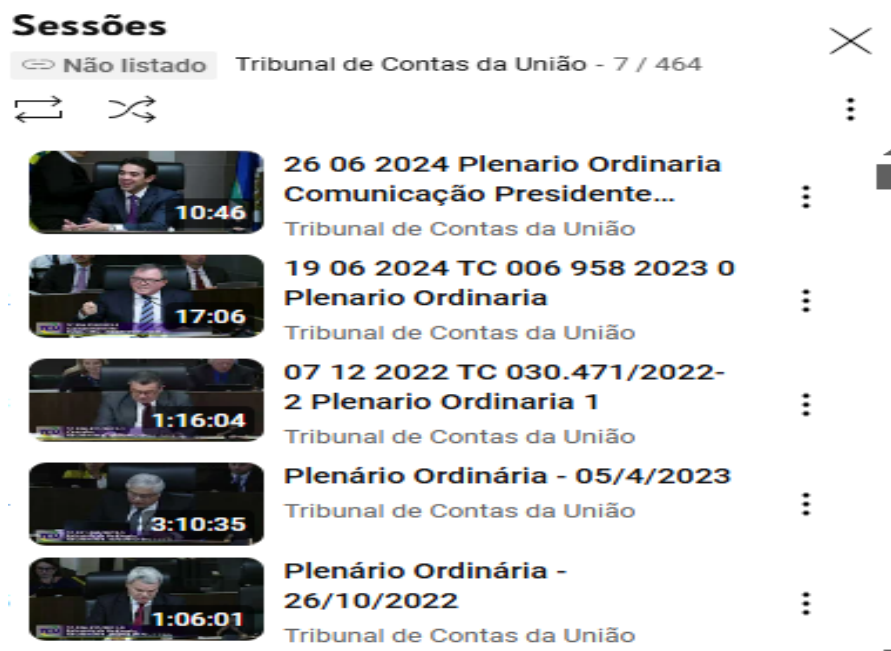 Sessões
Não listado Tribunal de Contas da União - 7 / 464
26 06 2024 Plenario Ordinaria
Comunicação Presidente...
Tribunal de Contas da União
10:46
19 06 2024 TC 006 958 2023 0
Plenario Ordinaria
Tribunal de Contas da União
17:06
07 12 2022 TC 030.471/2022-
2 Plenario Ordinaria 1
Tribunal de Contas da União
1:16:04
Plenário Ordinária - 05/4/2023
Tribunal de Contas da União
3:10:35
Plenário Ordinária -
26/10/2022
Tribunal de Contas da União
1:06:01